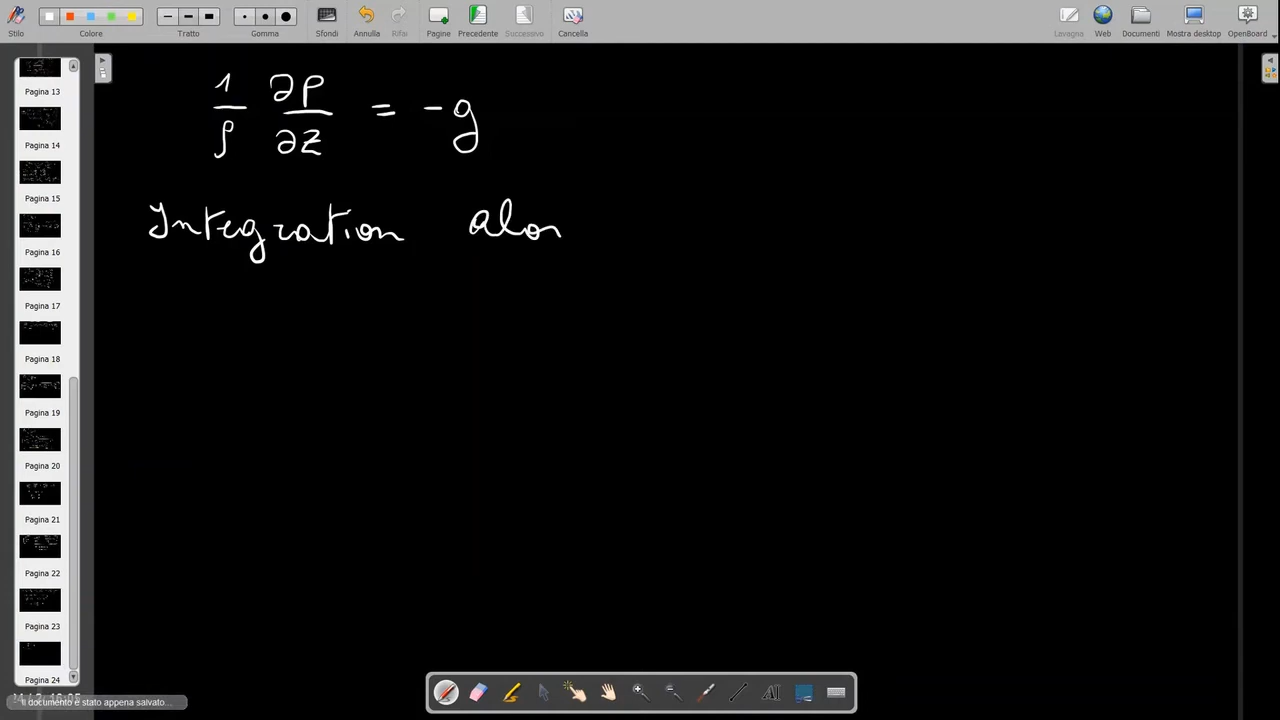 Stilo
Colore
Tratto
Gomma
Sfondi
Annulla
Rifai
Pagine
Precedente
Successivo
Cancella
Lavagna
Web
Documenti
Mostra desktop
OpenBoard
1/ρ ∂p/∂z = -g
Integration alon
Pagina 13
Pagina 14
Pagina 15
Pagina 16
Pagina 17
Pagina 18
Pagina 19
Pagina 20
Pagina 21
Pagina 22
Pagina 23
Pagina 24
Il documento è stato appena salvato...